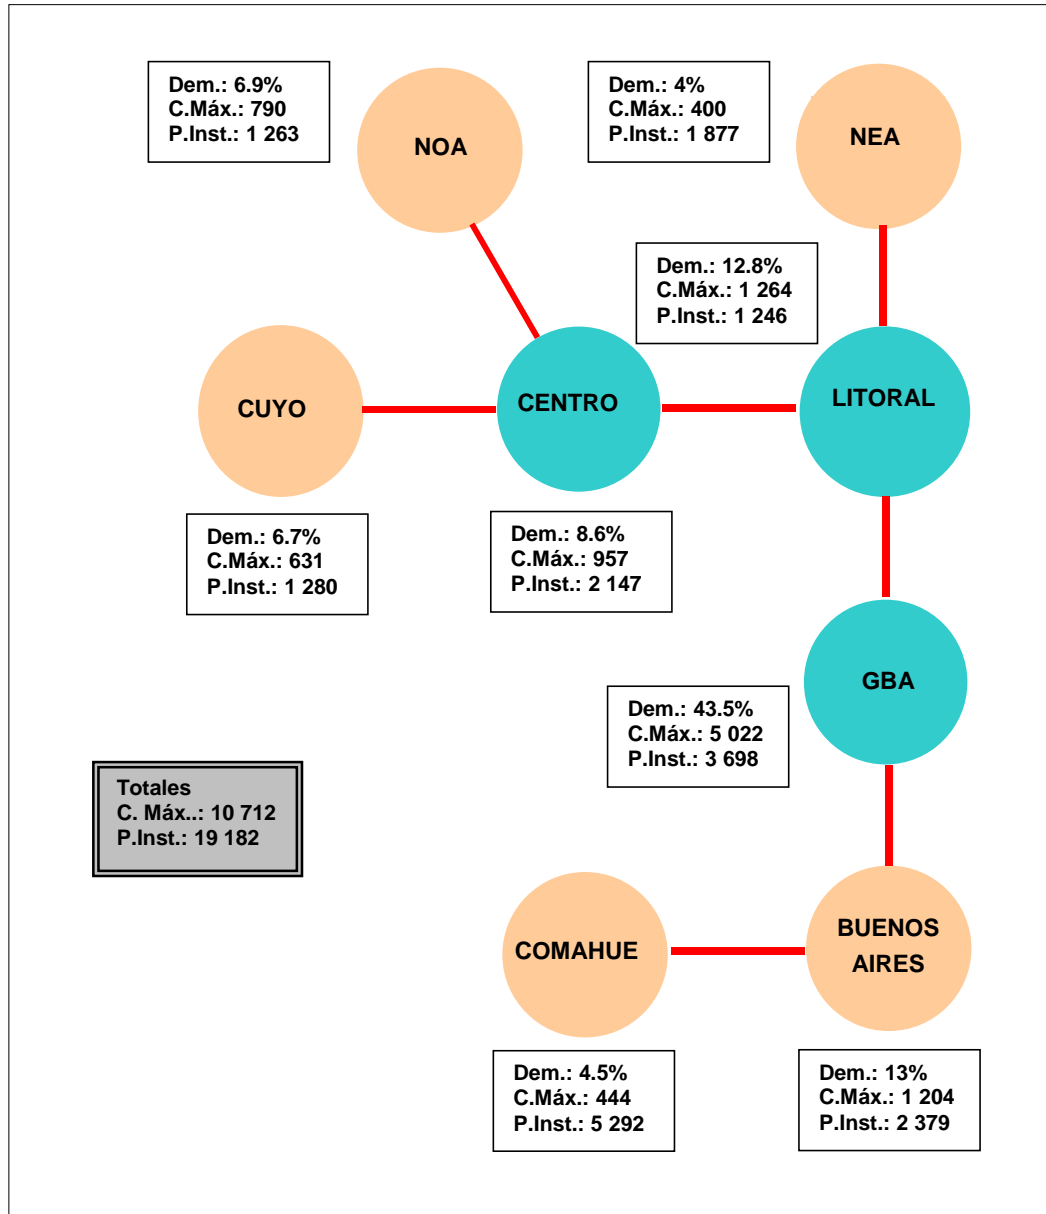 Dem.: 6.9%
C.Máx.: 790
P.Inst.: 1 263
NOA
Dem.: 4%
C.Máx.: 400
P.Inst.: 1 877
NEA
Dem.: 12.8%
C.Máx.: 1 264
P.Inst.: 1 246
CUYO
CENTRO
LITORAL
Dem.: 6.7%
C.Máx.: 631
P.Inst.: 1 280
Dem.: 8.6%
C.Máx.: 957
P.Inst.: 2 147
GBA
Dem.: 43.5%
C.Máx.: 5 022
P.Inst.: 3 698
Totales
C. Máx..: 10 712
P.Inst.: 19 182
COMAHUE
BUENOS
AIRES
Dem.: 4.5%
C.Máx.: 444
P.Inst.: 5 292
Dem.: 13%
C.Máx.: 1 204
P.Inst.: 2 379